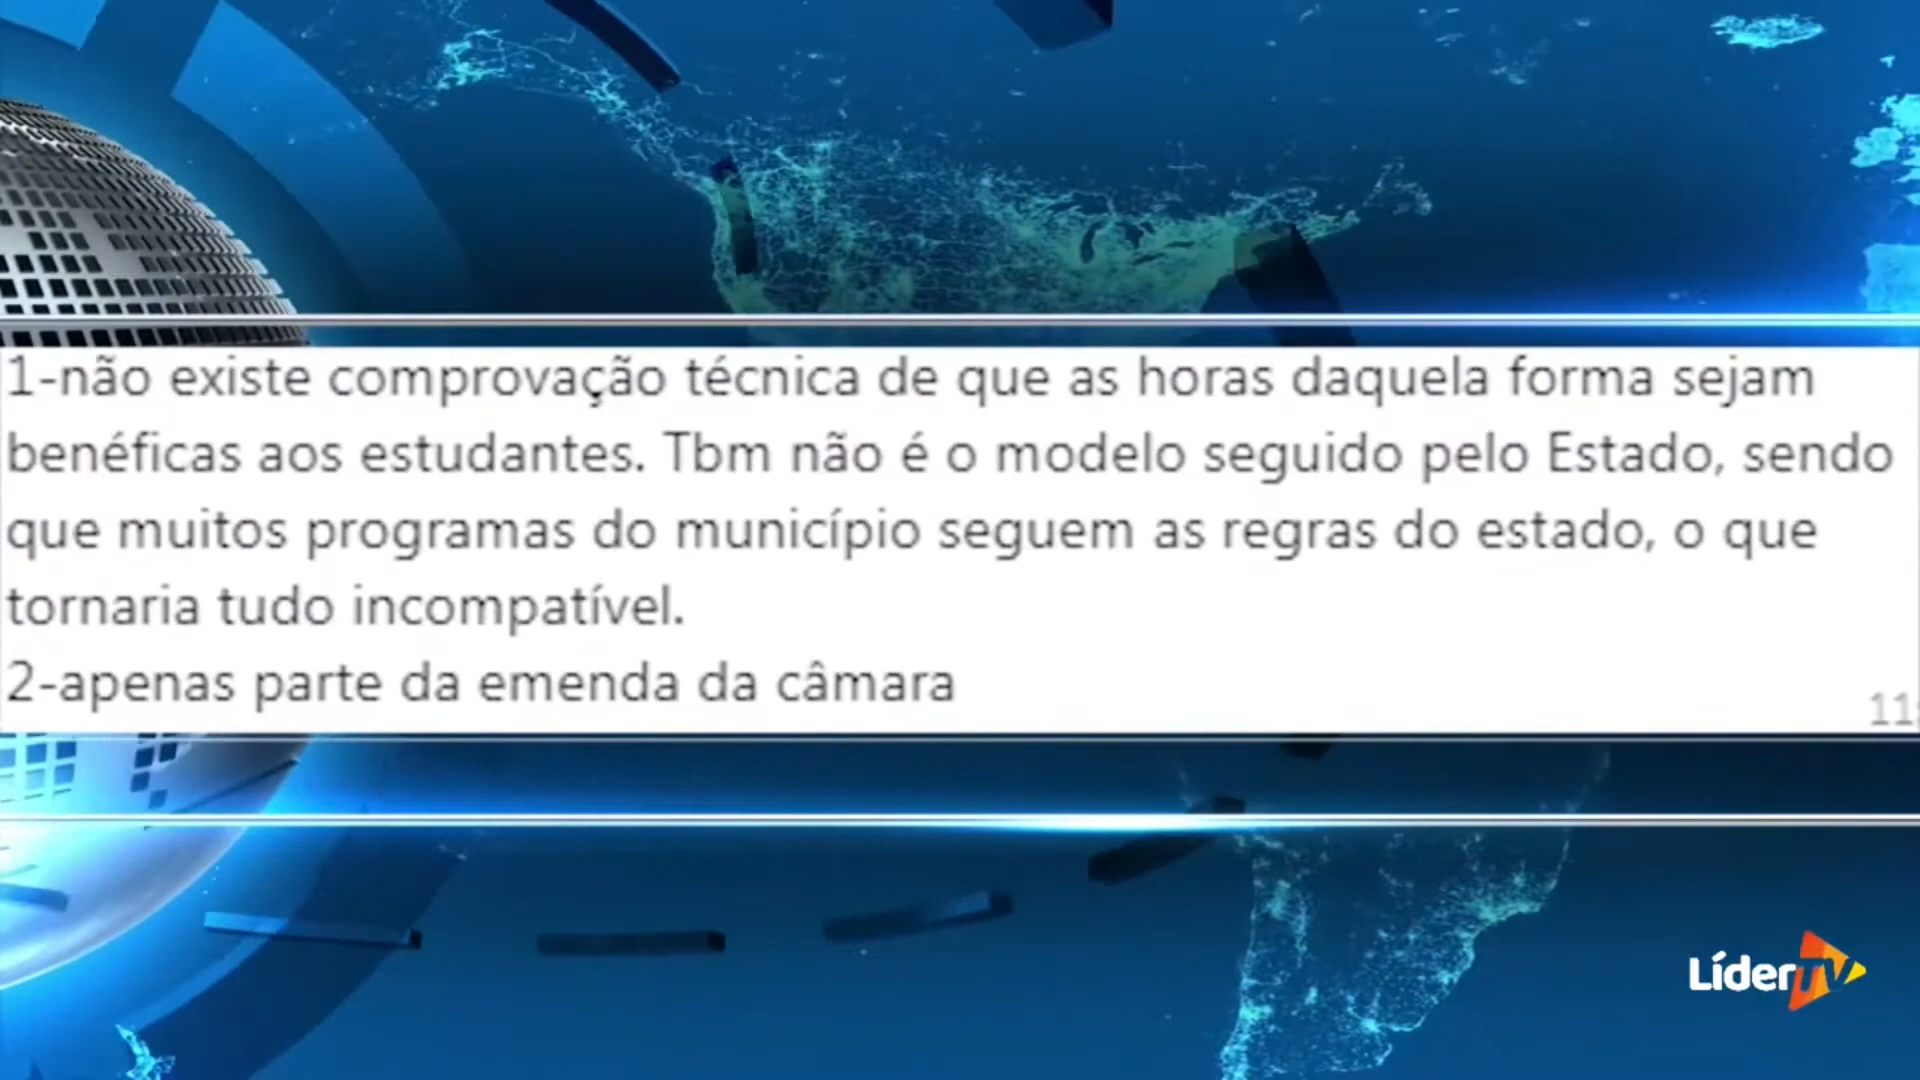 1-não existe comprovação técnica de que as horas daquela forma sejam
benéficas aos estudantes. Tbm não é o modelo seguido pelo Estado, sendo
que muitos programas do município seguem as regras do estado, o que
tornaria tudo incompatível.
2-apenas parte da emenda da câmara
11:
LíderTV